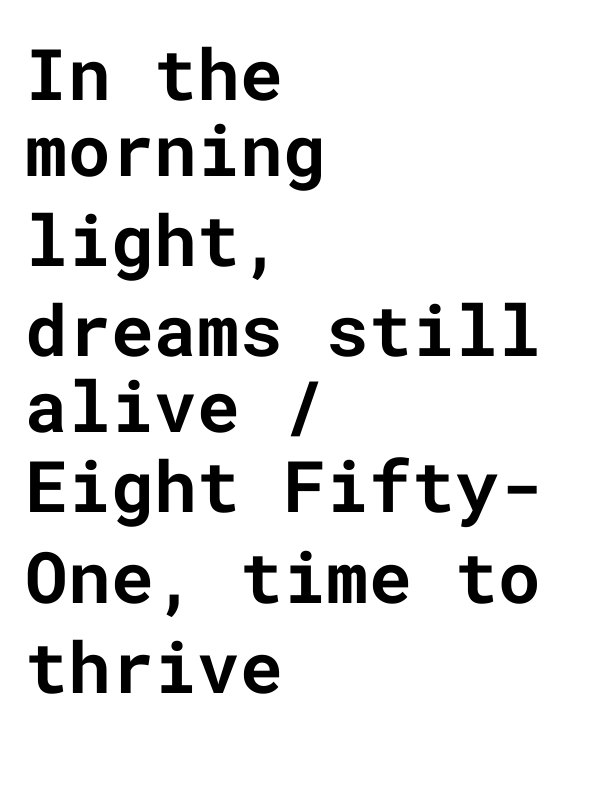 In the
morning
light,
dreams still
alive /
Eight Fifty-
One, time to
thrive